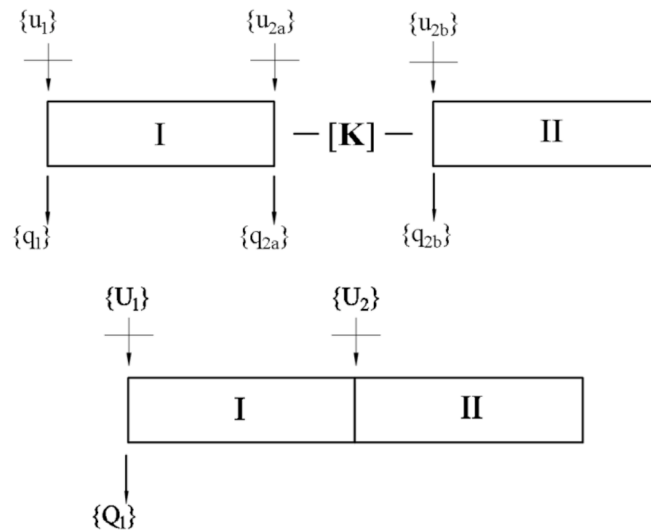 {u₁} {u₂ₐ} {u₂b}
I — [K] — II
{q₁} {q₂ₐ} {q₂b}
{U₁} {U₂}
I II
{Q₁}